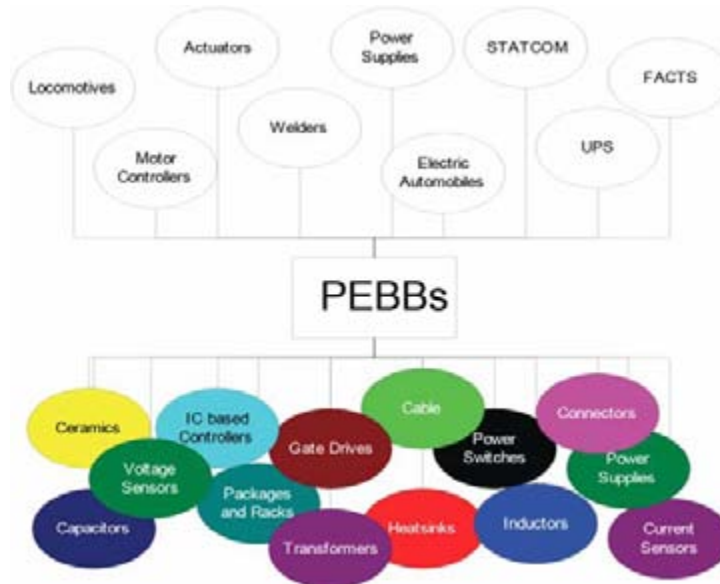 Locomotives
Actuators
Power
Supplies
STATCOM
FACTS
Motor
Controllers
Welders
Electric
Automobiles
UPS
PEBBs
Ceramics
IC based
Controllers
Gate Drives
Cable
Power
Switches
Connectors
Voltage
Sensors
Packages
and Racks
Power
Supplies
Capacitors
Transformers
Heatsinks
Inductors
Current
Sensors